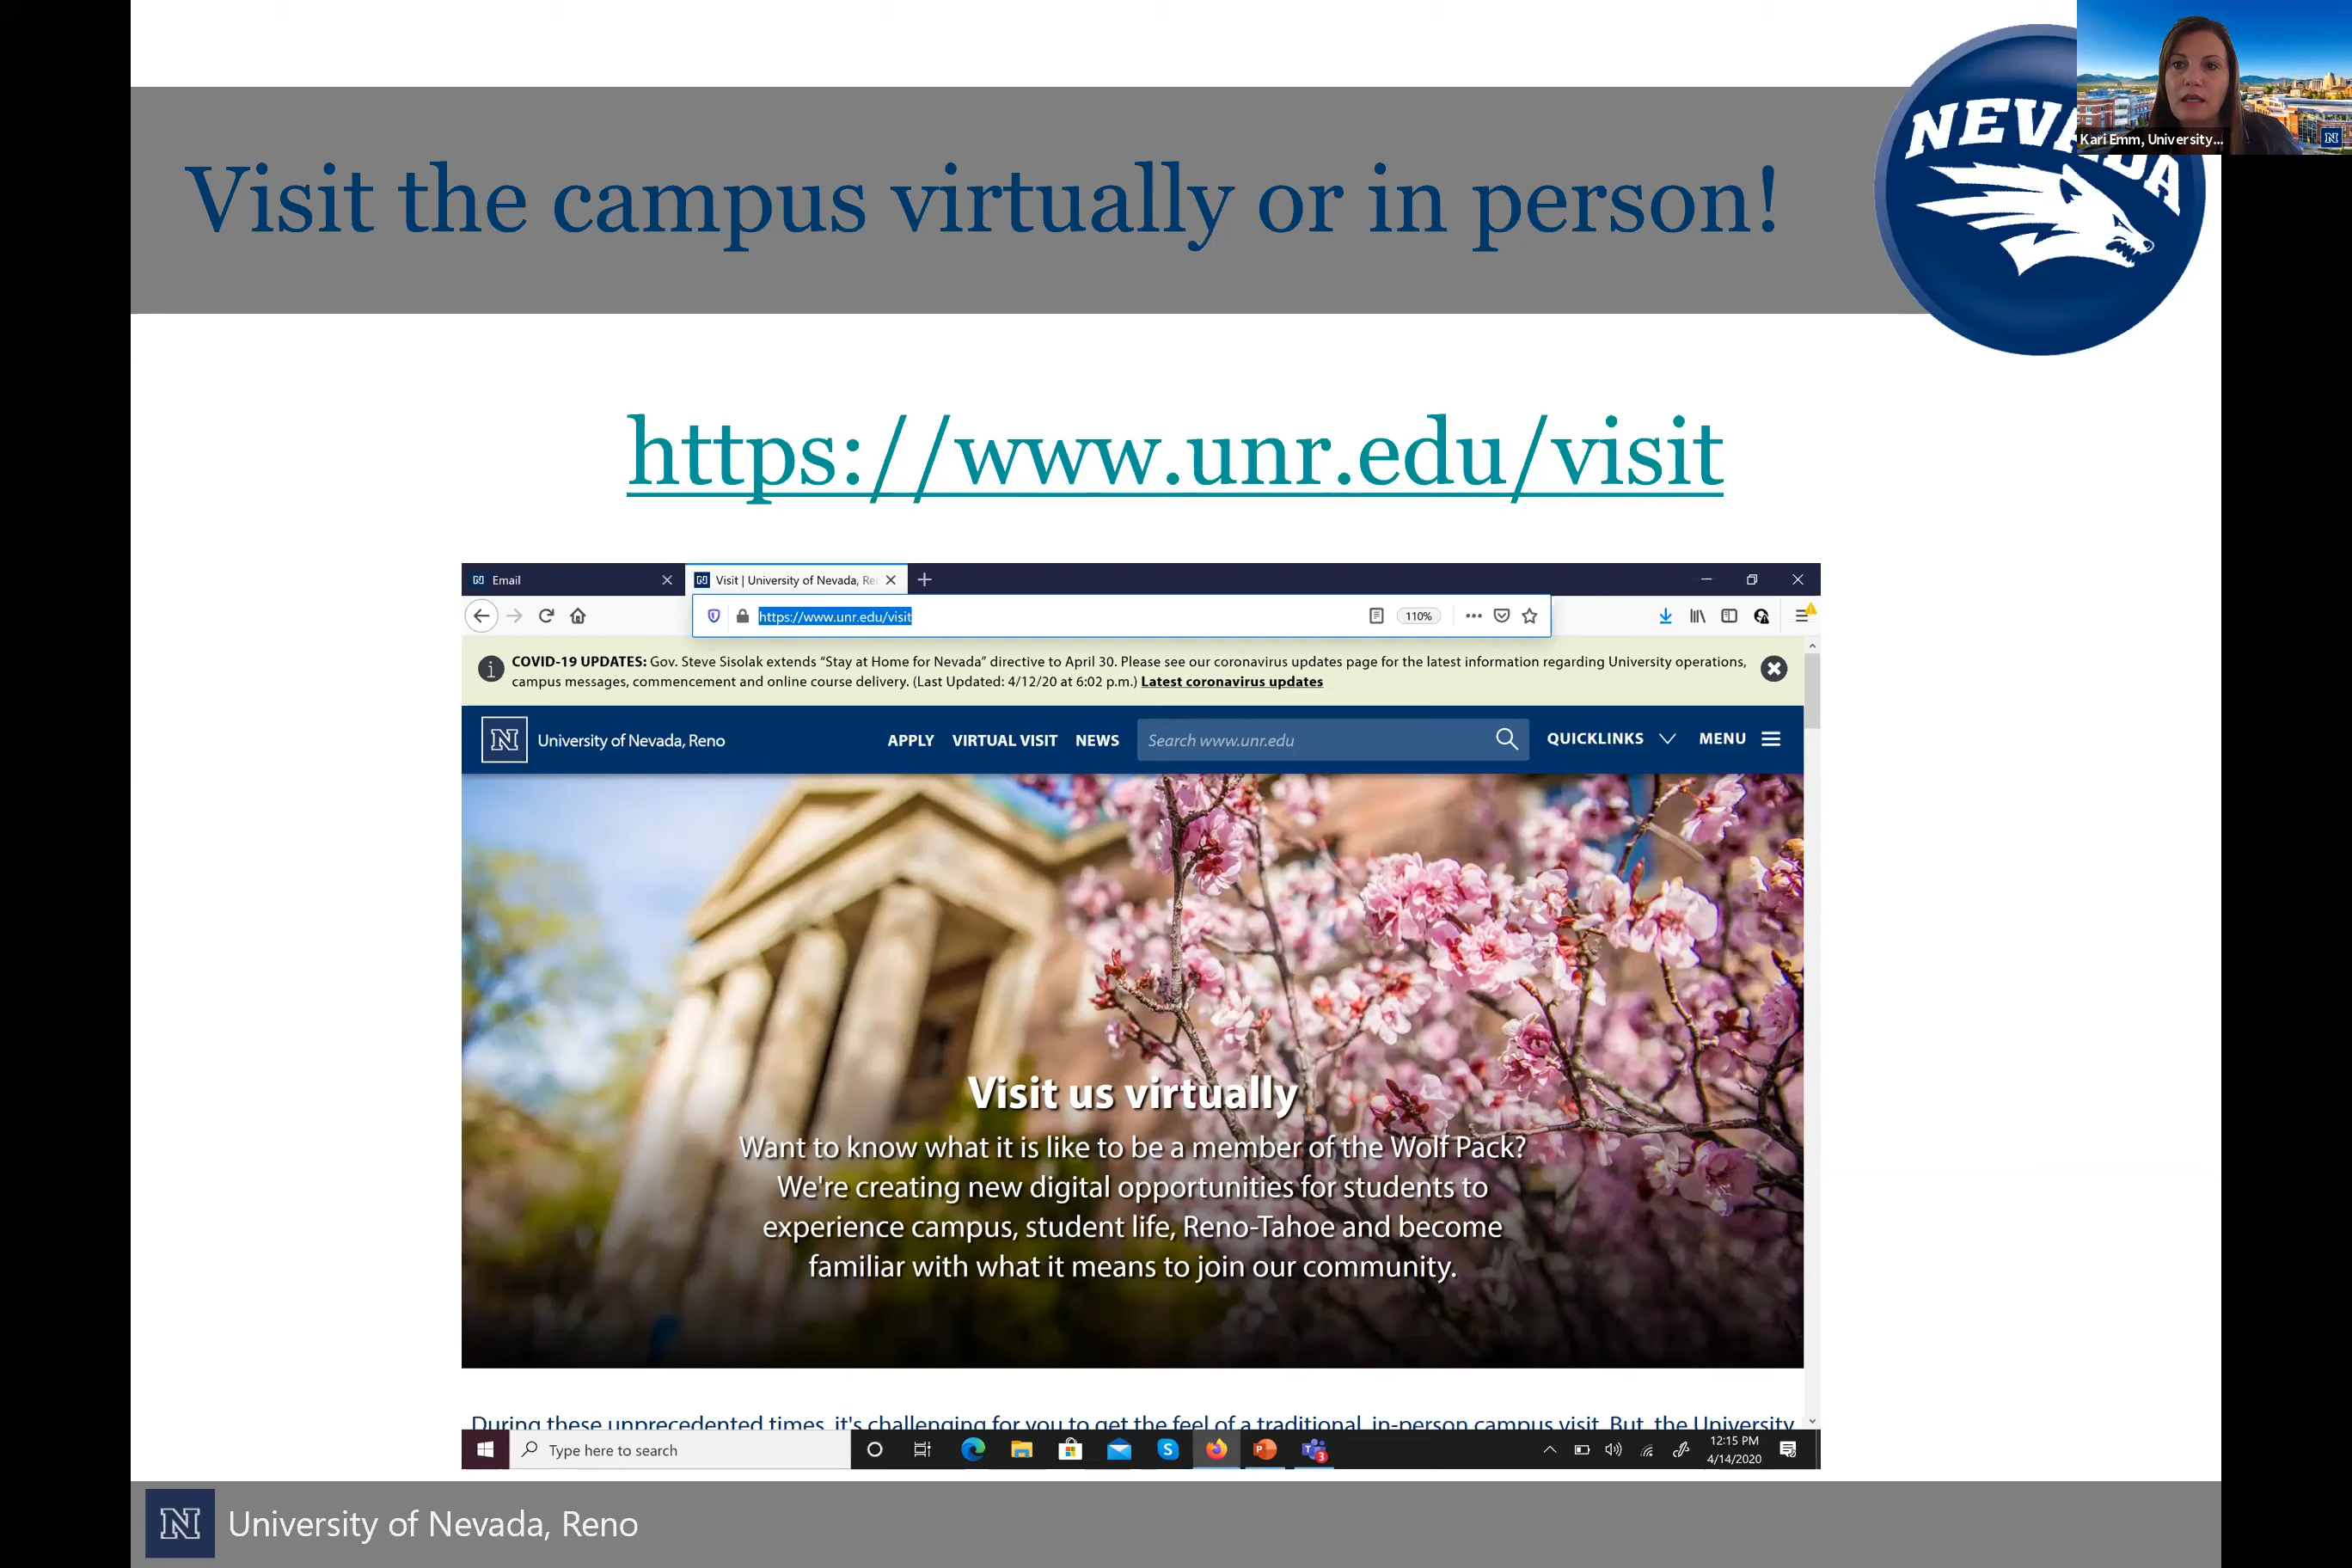 Visit the campus virtually or in person!
NEVADA
Kari Emm, University...
N
https://www.unr.edu/visit
Email
Visit | University of Nevada, Re
https://www.unr.edu/visit
110%
COVID-19 UPDATES: Gov. Steve Sisolak extends “Stay at Home for Nevada” directive to April 30. Please see our coronavirus updates page for the latest information regarding University operations,
campus messages, commencement and online course delivery. (Last Updated: 4/12/20 at 6:02 p.m.) Latest coronavirus updates
N University of Nevada, Reno APPLY VIRTUAL VISIT NEWS Search www.unr.edu QUICKLINKS MENU
Visit us virtually
Want to know what it is like to be a member of the Wolf Pack?
We're creating new digital opportunities for students to
experience campus, student life, Reno-Tahoe and become
familiar with what it means to join our community.
During these unprecedented times, it's challenging for you to get the feel of a traditional, in-person campus visit. But, the University
Type here to search
12:15 PM
4/14/2020
N University of Nevada, Reno